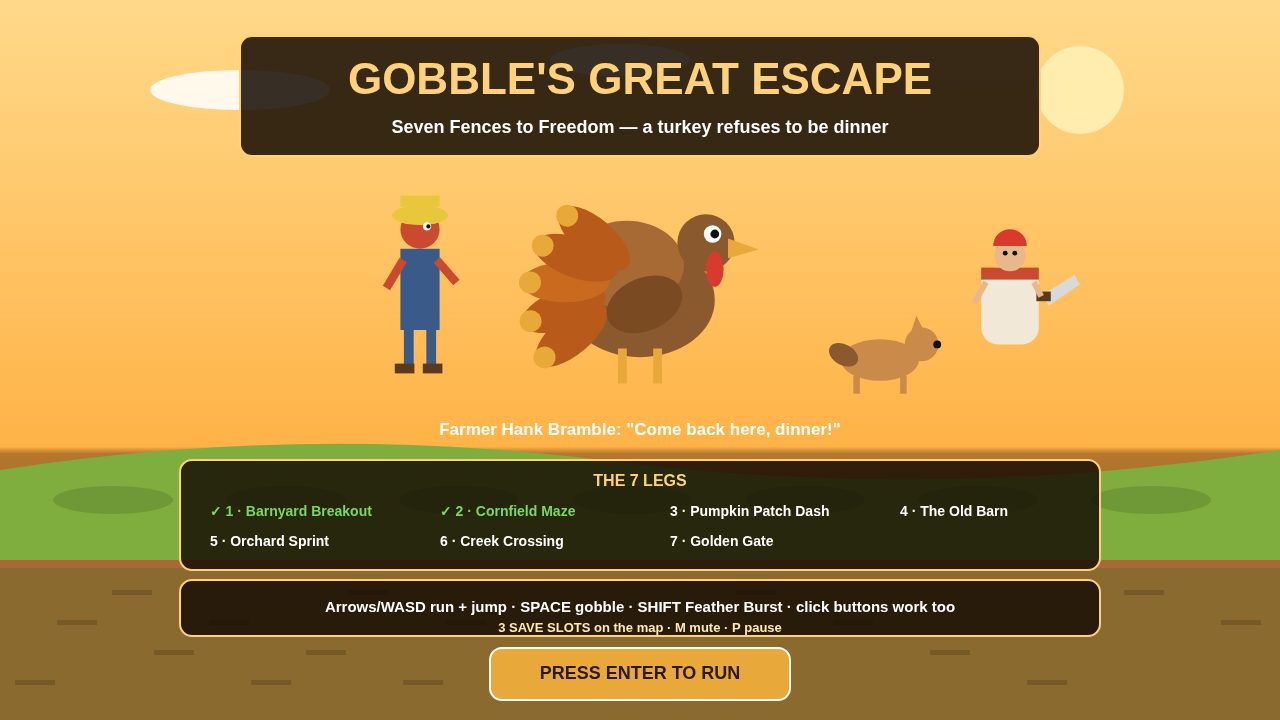 GOBBLE'S GREAT ESCAPE
Seven Fences to Freedom — a turkey refuses to be dinner
Farmer Hank Bramble: "Come back here, dinner!"
THE 7 LEGS
✓ 1 · Barnyard Breakout ✓ 2 · Cornfield Maze 3 · Pumpkin Patch Dash 4 · The Old Barn
5 · Orchard Sprint 6 · Creek Crossing 7 · Golden Gate
Arrows/WASD run + jump · SPACE gobble · SHIFT Feather Burst · click buttons work too
3 SAVE SLOTS on the map · M mute · P pause
PRESS ENTER TO RUN